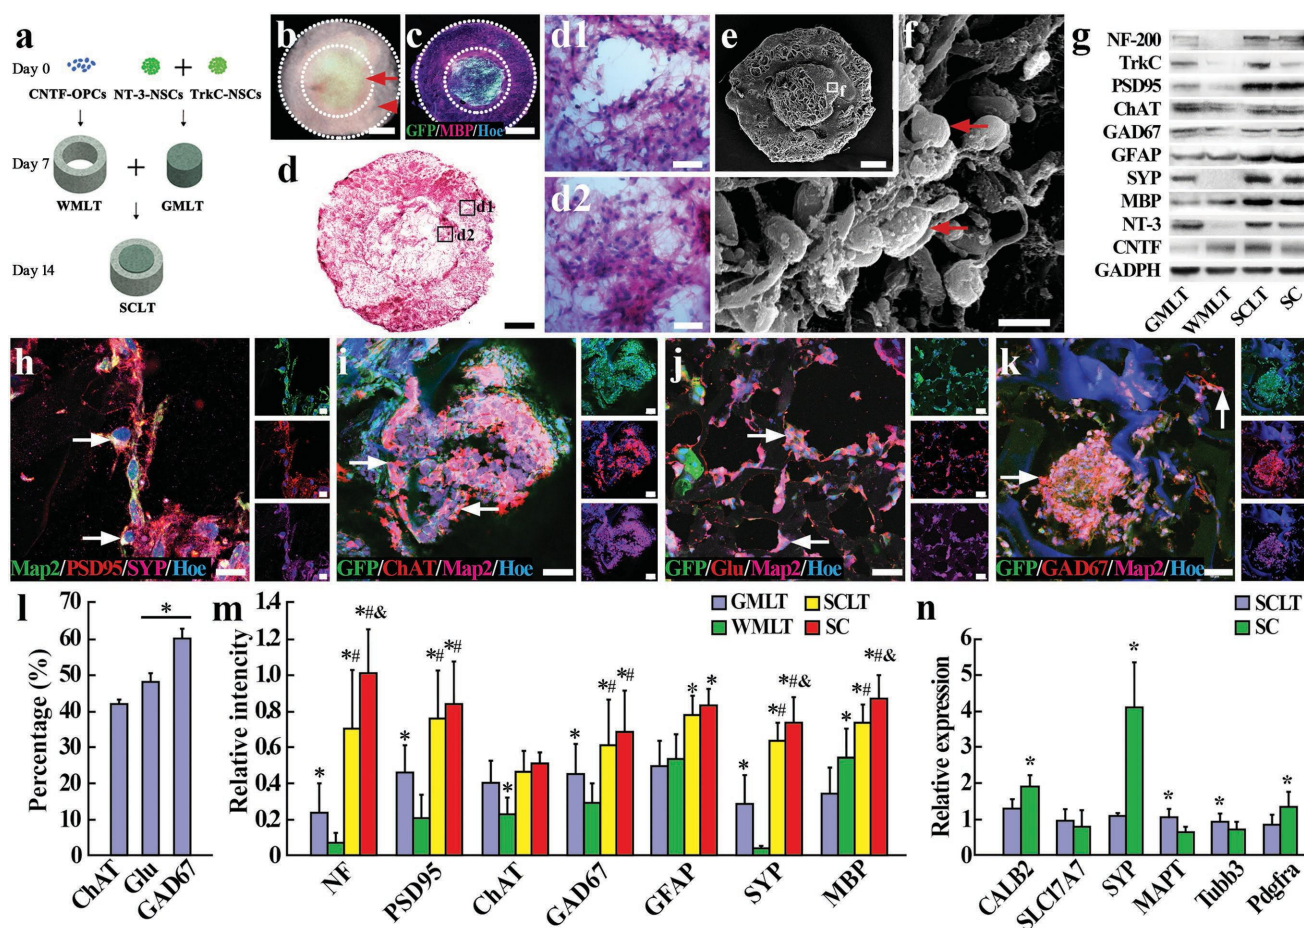 a
Day 0
CNTF-OPCs
NT-3-NSCs
+
TrkC-NSCs
Day 7
+
WMLT
GMLT
Day 14
SCLT
b
c
GFP/MBP/Hoe
d
d1
d2
d1
d2
e
f
f
g
NF-200
TrkC
PSD95
ChAT
GAD67
GFAP
SYP
MBP
NT-3
CNTF
GADPH
GMLT
WMLT
SCLT
SC
h
Map2/PSD95/SYP/Hoe
i
GFP/ChAT/Map2/Hoe
j
GFP/Glu/Map2/Hoe
k
GFP/GAD67/Map2/Hoe
l
Percentage (%)
70
60
50
40
30
20
10
0
*
ChAT
Glu
GAD67
m
Relative intencity
1.4
1.2
1.0
0.8
0.6
0.4
0.2
0
GMLT
WMLT
SCLT
SC
*
*#
*#&
*
*#
*#
*
*
*#
*#
*
*
*
*#
*#&
*
*#
*#&
NF
PSD95
ChAT
GAD67
GFAP
SYP
MBP
n
Relative expression
6
5
4
3
2
1
0
SCLT
SC
*
*
*
*
*
CALB2
SLC17A7
SYP
MAPT
Tubb3
Pdgfra